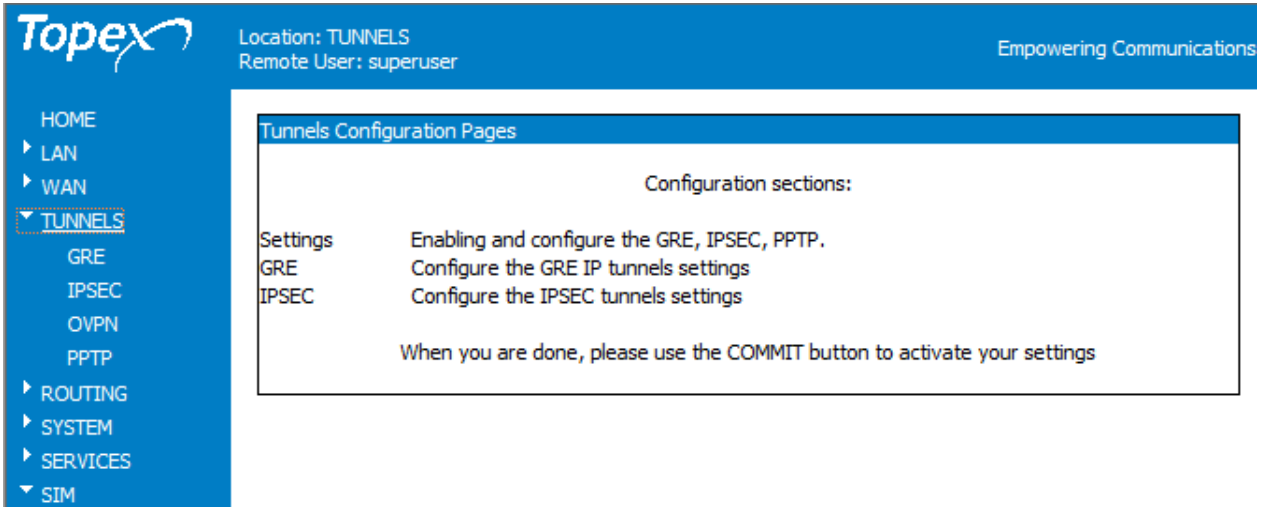 Topex
Location: TUNNELS
Remote User: superuser
Empowering Communications
HOME
LAN
WAN
TUNNELS
GRE
IPSEC
OVPN
PPTP
ROUTING
SYSTEM
SERVICES
SIM
Tunnels Configuration Pages
Configuration sections:
Settings Enabling and configure the GRE, IPSEC, PPTP.
GRE Configure the GRE IP tunnels settings
IPSEC Configure the IPSEC tunnels settings
When you are done, please use the COMMIT button to activate your settings